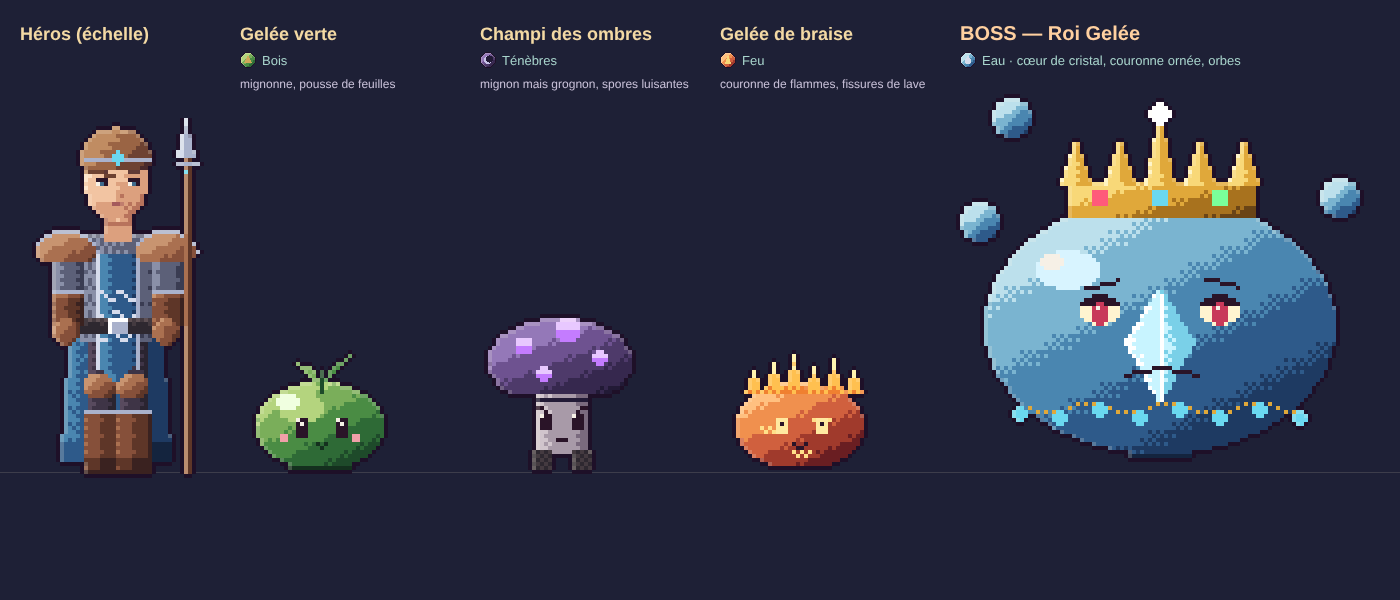 Héros (échelle)
Gelée verte
Bois
mignonne, pousse de feuilles
Champi des ombres
Ténèbres
mignon mais grognon, spores luisantes
Gelée de braise
Feu
couronne de flammes, fissures de lave
BOSS — Roi Gelée
Eau · cœur de cristal, couronne ornée, orbes